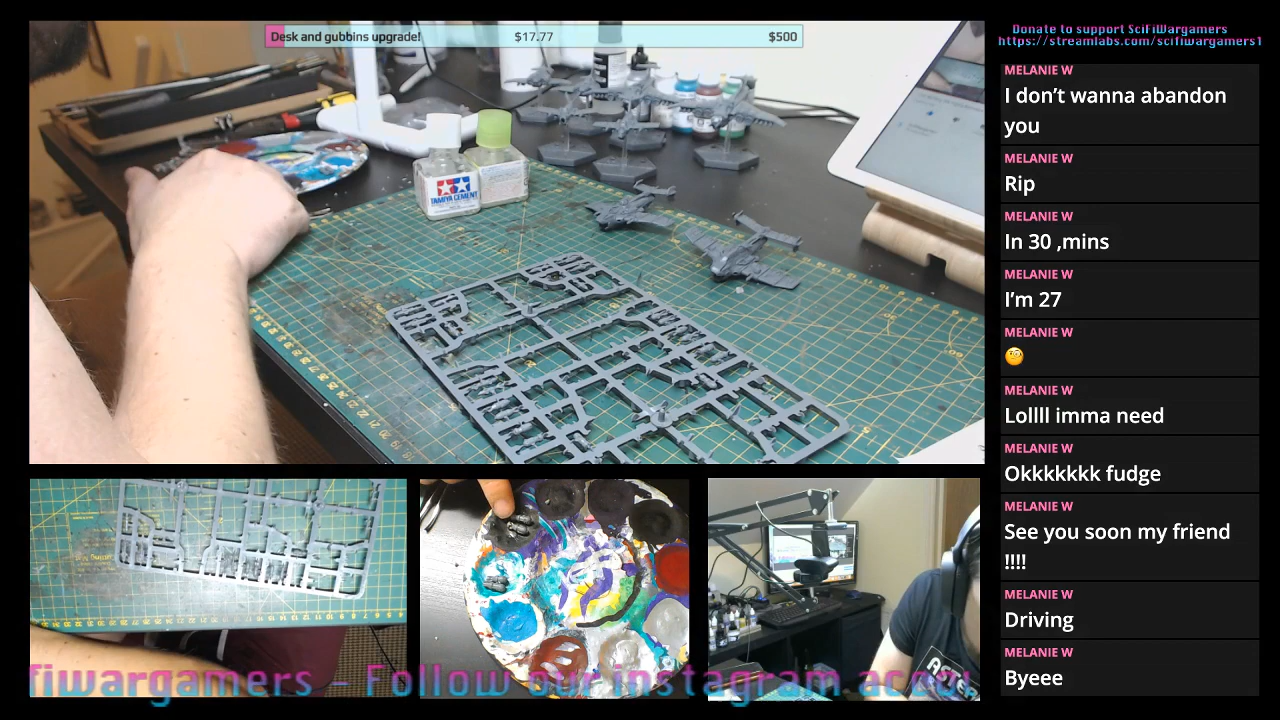 Desk and gubbins upgrade! $17.77 $500
Donate to support SciFiWargamers
https://streamlabs.com/scifiwargamers1
MELANIE W
I don't wanna abandon
you
MELANIE W
Rip
MELANIE W
In 30 ,mins
MELANIE W
I'm 27
MELANIE W
🧐
MELANIE W
Lollll imma need
MELANIE W
Okkkkkkk fudge
MELANIE W
See you soon my friend
!!!!
MELANIE W
Driving
MELANIE W
Byeee
TAMIYA CEMENT
fiwargamers - Follow our instagram acou